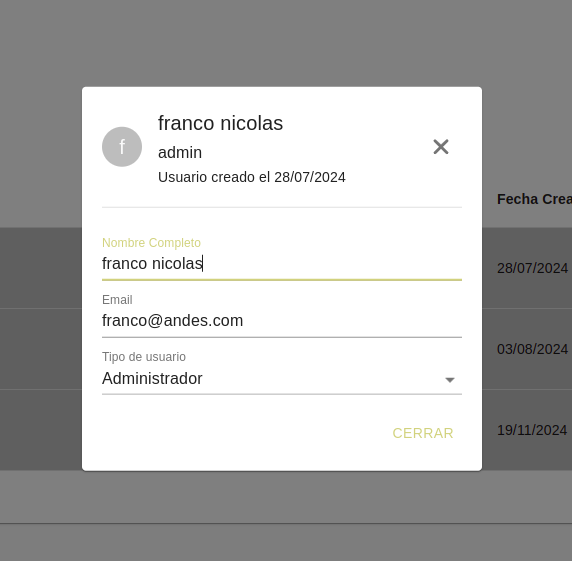 f
franco nicolas
admin
Usuario creado el 28/07/2024
Nombre Completo
franco nicolas
Email
franco@andes.com
Tipo de usuario
Administrador
CERRAR
Fecha Crea
28/07/2024
03/08/2024
19/11/2024